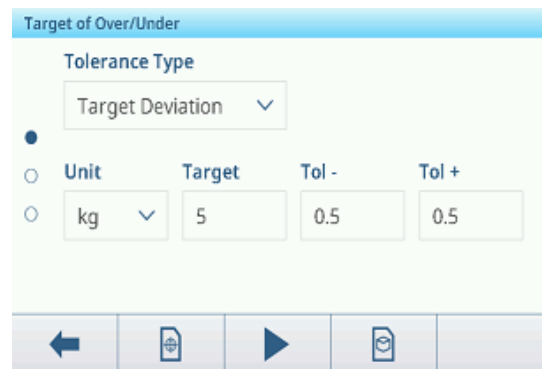 Target of Over/Under
Tolerance Type
Target Deviation
Unit Target Tol - Tol +
kg 5 0.5 0.5